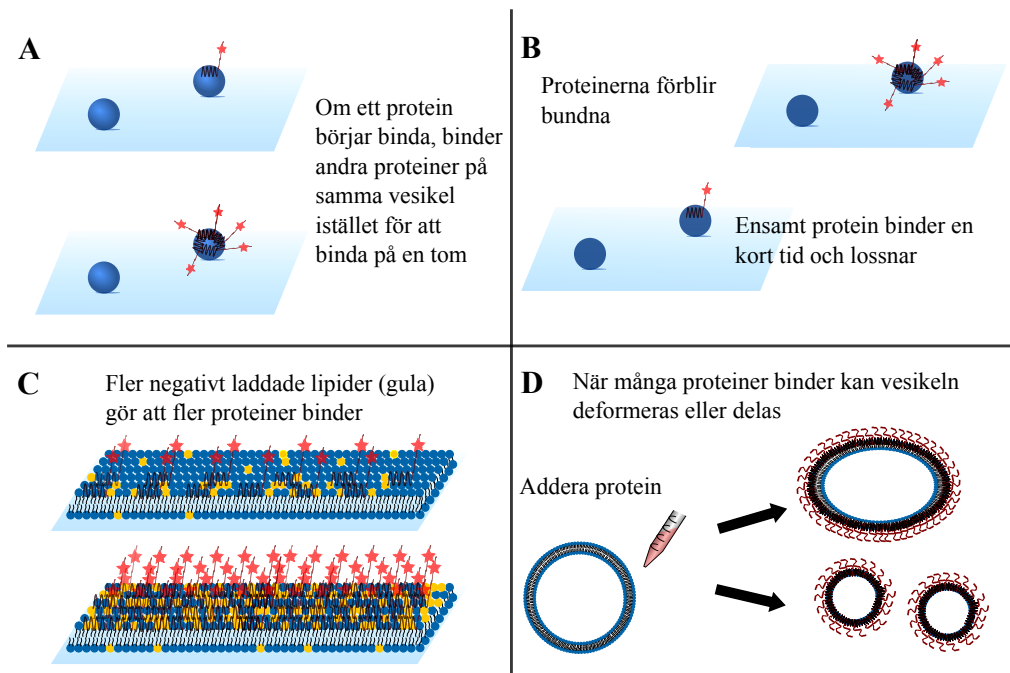 A
Om ett protein
börjar binda, binder
andra proteiner på
samma vesikel
istället för att
binda på en tom
B
Proteinerna förblir
bundna
Ensamt protein binder en
kort tid och lossnar
C
Fler negativt laddade lipider (gula)
gör att fler proteiner binder
D
När många proteiner binder kan vesikeln
deformeras eller delas
Addera protein